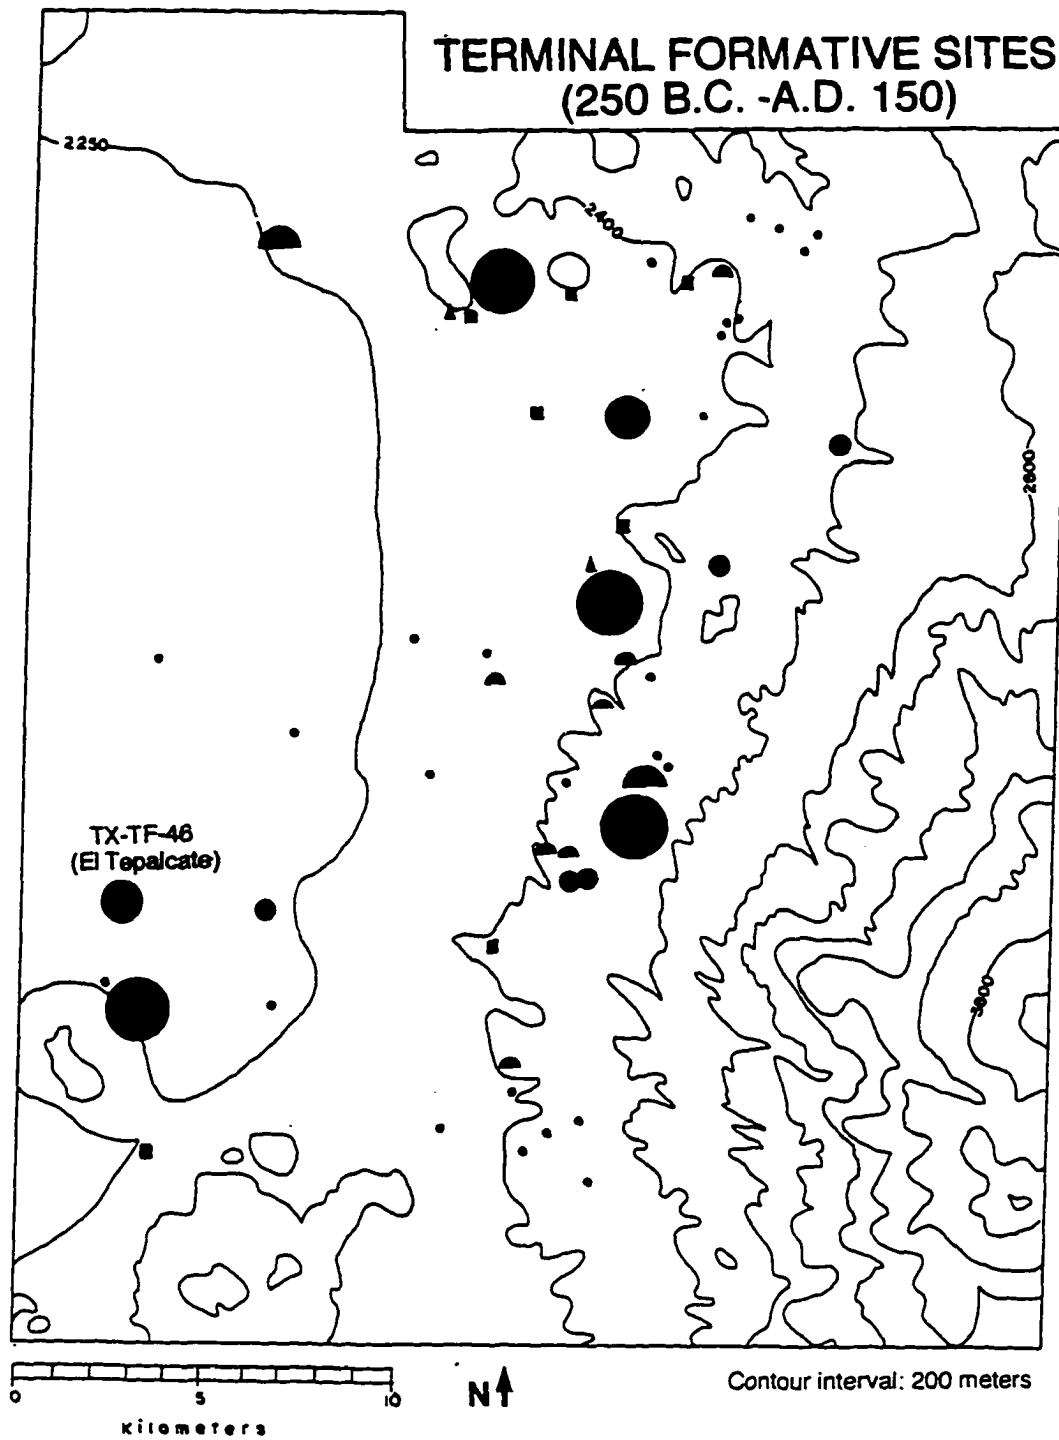 TERMINAL FORMATIVE SITES
(250 B.C. -A.D. 150)
2250
2400
2800
TX-TF-46
(El Tepalcate)
3600
0 5 10
Kilometers
N
Contour interval: 200 meters